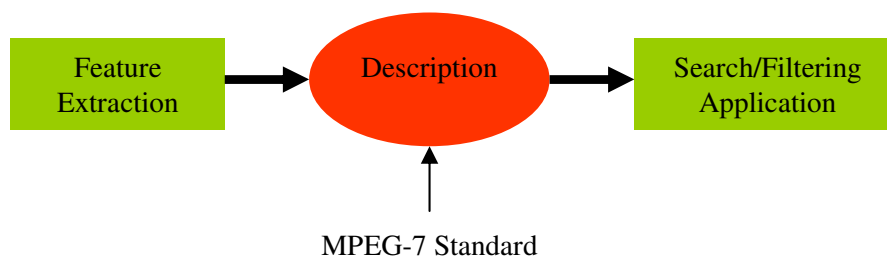 Feature
Extraction
Description
Search/Filtering
Application
MPEG-7 Standard